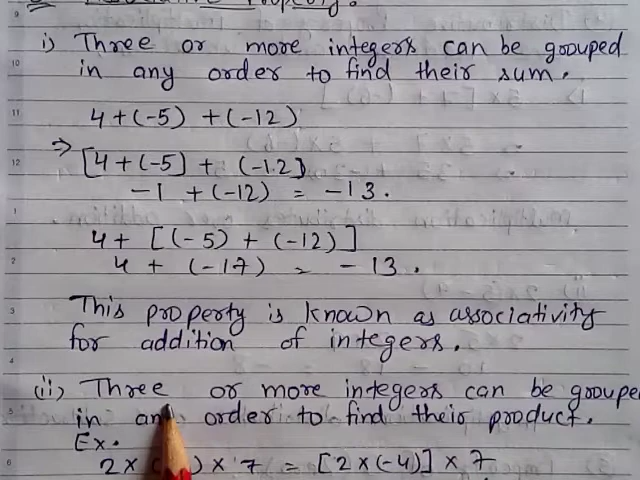 i) Three or more integers can be grouped
in any order to find their sum.
4 + (-5) + (-12)
⇒ [4 + (-5] + (-12)
-1 + (-12) = -13.
4 + [(-5) + (-12)]
4 + (-17) = -13.
This property is known as associativity
for addition of integers.
(ii) Three or more integers can be groupe
in an order to find their product.
Ex.
2 × ( ) × 7 = [2 × (-4)] × 7